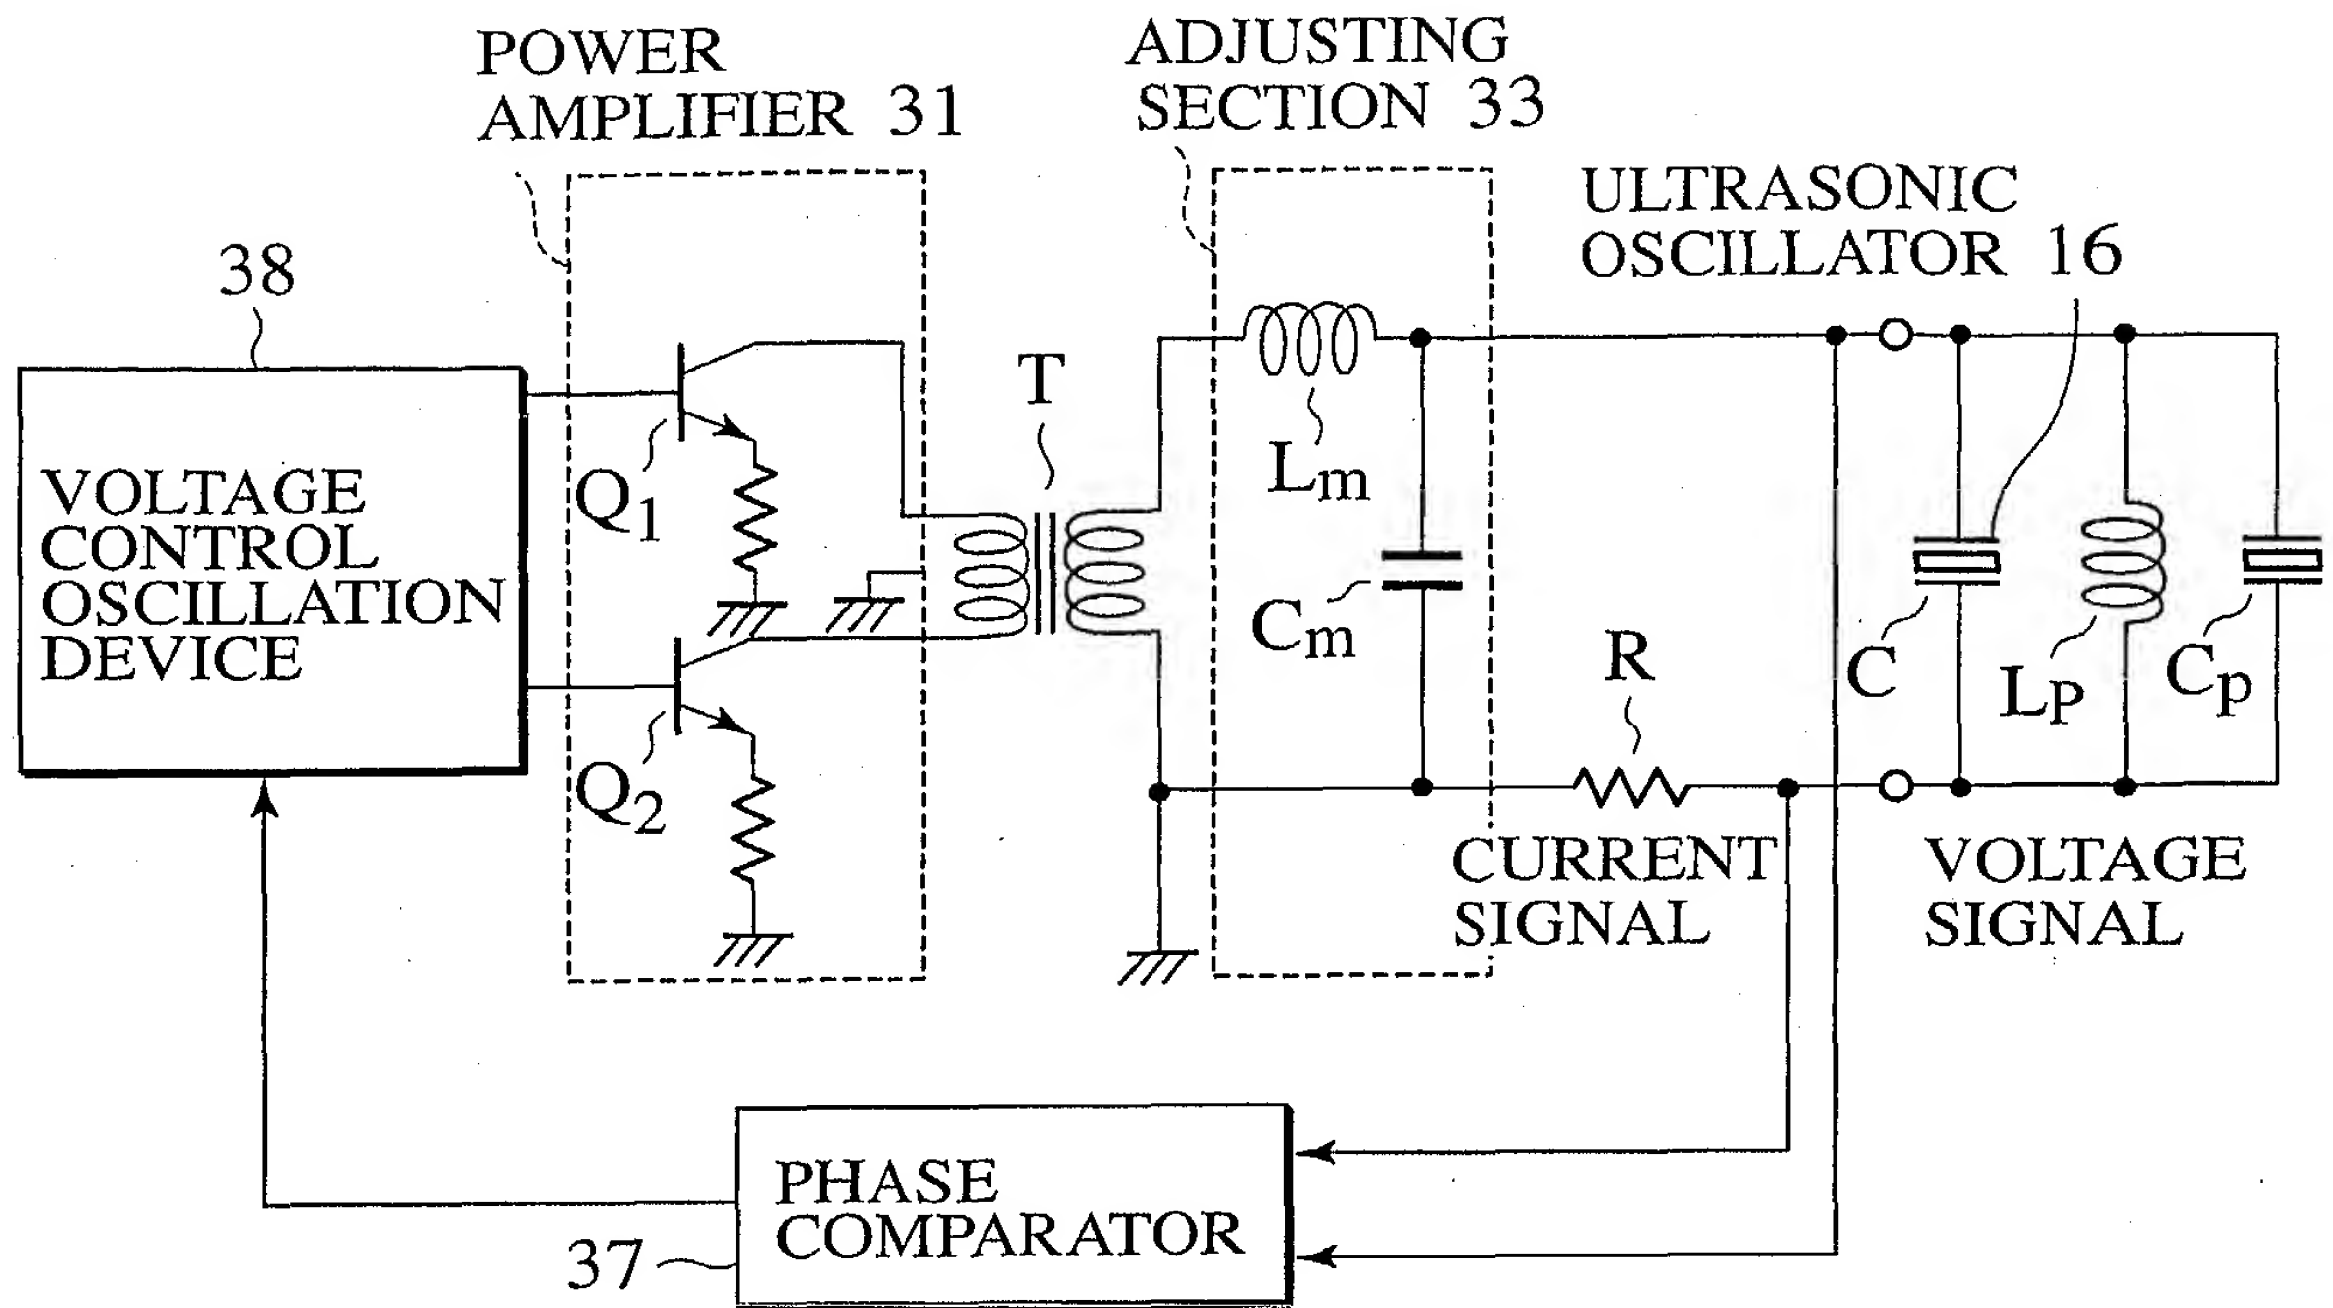 POWER
AMPLIFIER 31
ADJUSTING
SECTION 33
ULTRASONIC
OSCILLATOR 16
38
T
Lm
Q1
VOLTAGE
CONTROL
OSCILLATION
DEVICE
Cm
R
C
LP
Cp
Q2
CURRENT
SIGNAL
VOLTAGE
SIGNAL
PHASE
COMPARATOR
37